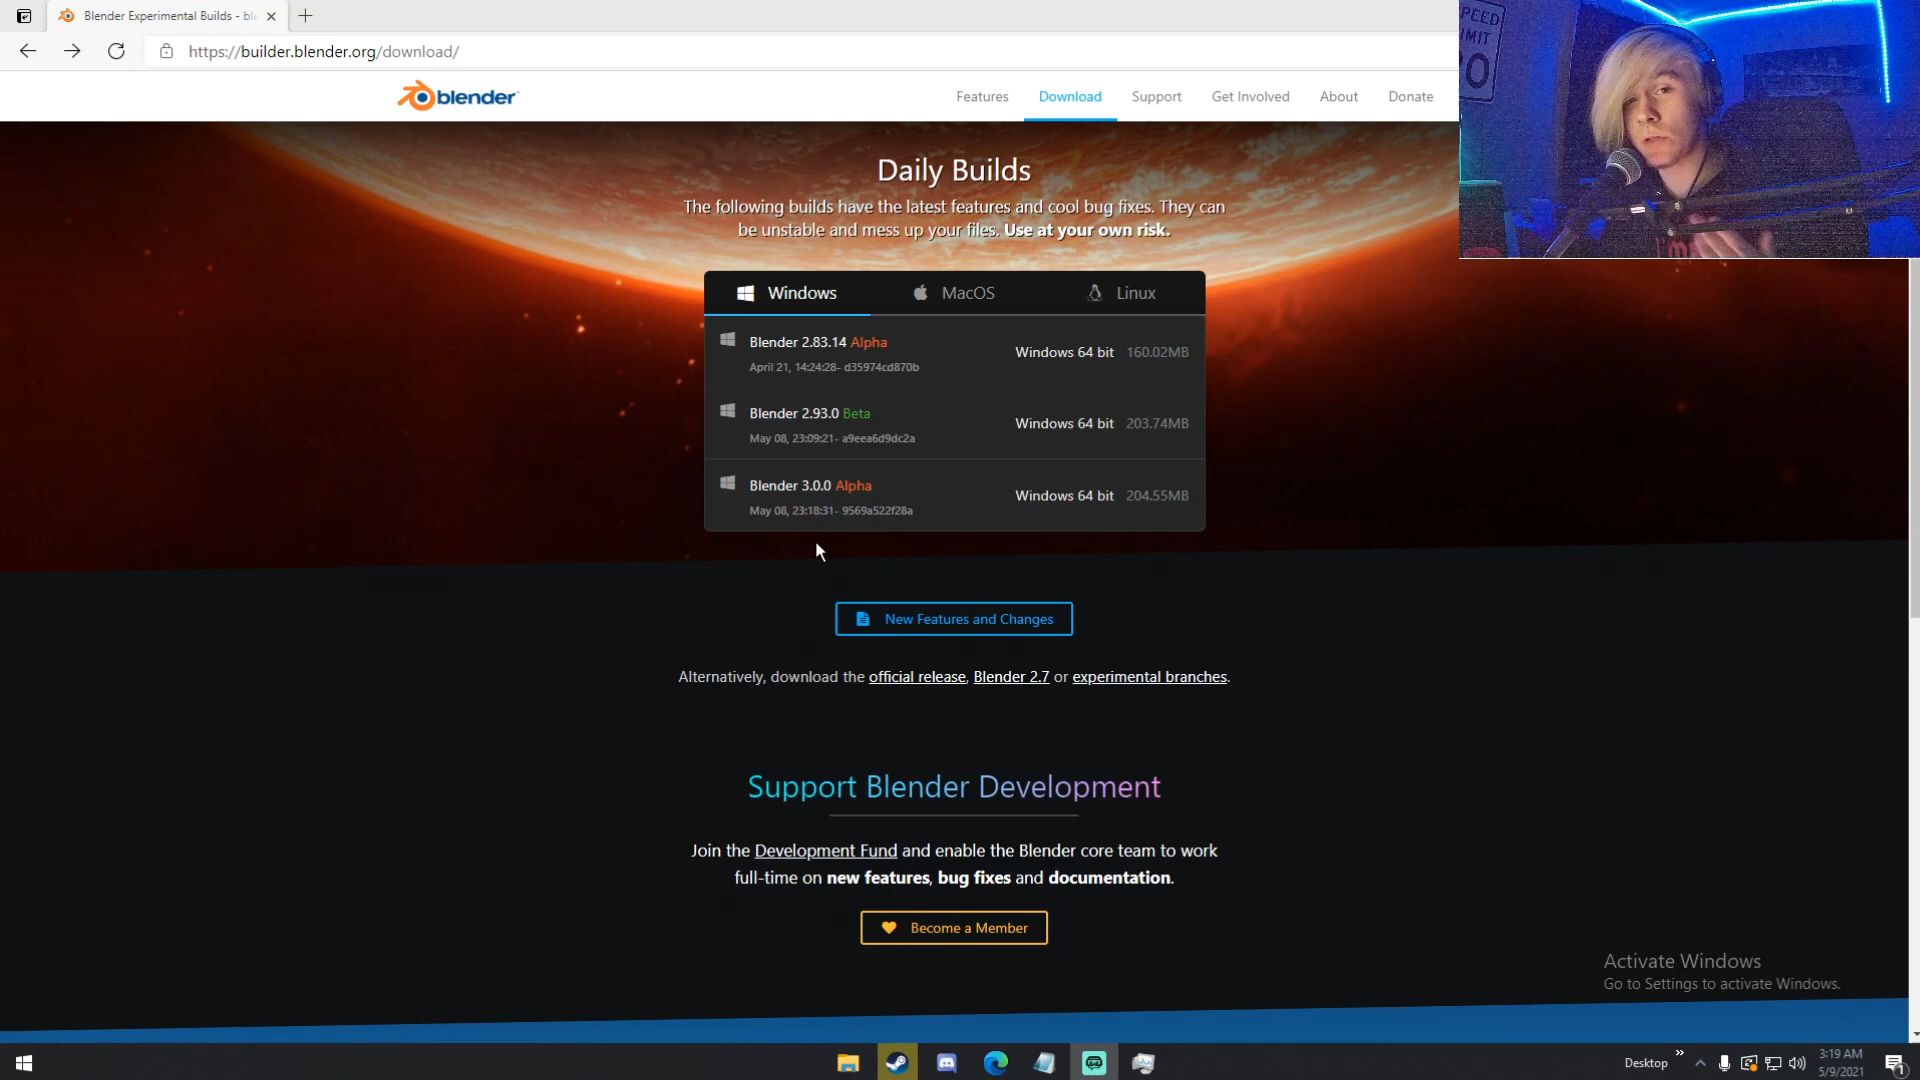 Blender Experimental Builds - ble
https://builder.blender.org/download/
blender
Features Download Support Get Involved About Donate
SPEED
LIMIT
Daily Builds
The following builds have the latest features and cool bug fixes. They can
be unstable and mess up your files. Use at your own risk.
Windows MacOS Linux
Blender 2.83.14 Alpha
April 21, 14:24:28- d35974cd870b
Windows 64 bit 160.02MB
Blender 2.93.0 Beta
May 08, 23:09:21- a9eea6d9dc2a
Windows 64 bit 203.74MB
Blender 3.0.0 Alpha
May 08, 23:18:31- 9569a522f28a
Windows 64 bit 204.55MB
New Features and Changes
Alternatively, download the official release, Blender 2.7 or experimental branches.
Support Blender Development
Join the Development Fund and enable the Blender core team to work
full-time on new features, bug fixes and documentation.
Become a Member
Activate Windows
Go to Settings to activate Windows.
Desktop
3:19 AM
5/9/2021
1